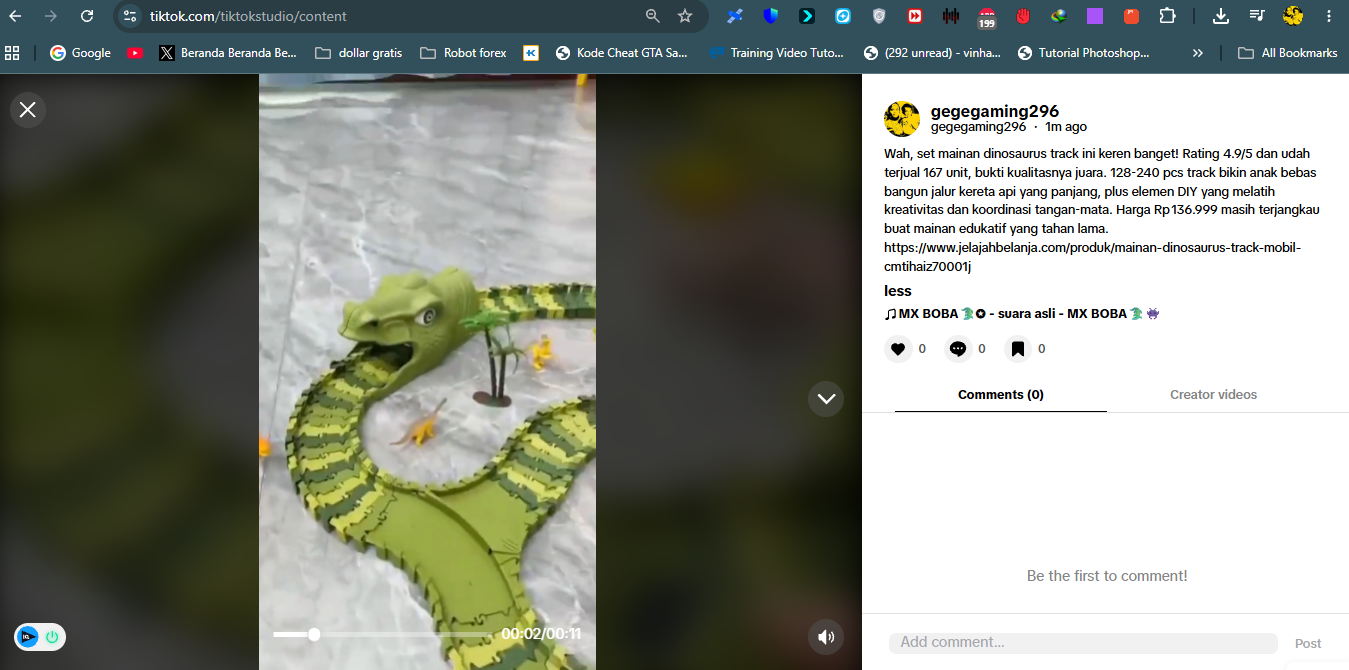 tiktok.com/tiktokstudio/content
199
Google
Beranda Beranda Be...
dollar gratis
Robot forex
Kode Cheat GTA Sa...
Training Video Tuto...
(292 unread) - vinha...
Tutorial Photoshop...
All Bookmarks
gegegaming296
gegegaming296 · 1m ago
Wah, set mainan dinosaurus track ini keren banget! Rating 4.9/5 dan udah
terjual 167 unit, bukti kualitasnya juara. 128-240 pcs track bikin anak bebas
bangun jalur kereta api yang panjang, plus elemen DIY yang melatih
kreativitas dan koordinasi tangan-mata. Harga Rp136.999 masih terjangkau
buat mainan edukatif yang tahan lama.
https://www.jelajahbelanja.com/produk/mainan-dinosaurus-track-mobil-
cmtihaiz70001j
less
MX BOBA - suara asli - MX BOBA
0
0
0
Comments (0)
Creator videos
Be the first to comment!
00:02/00:11
Add comment...
Post